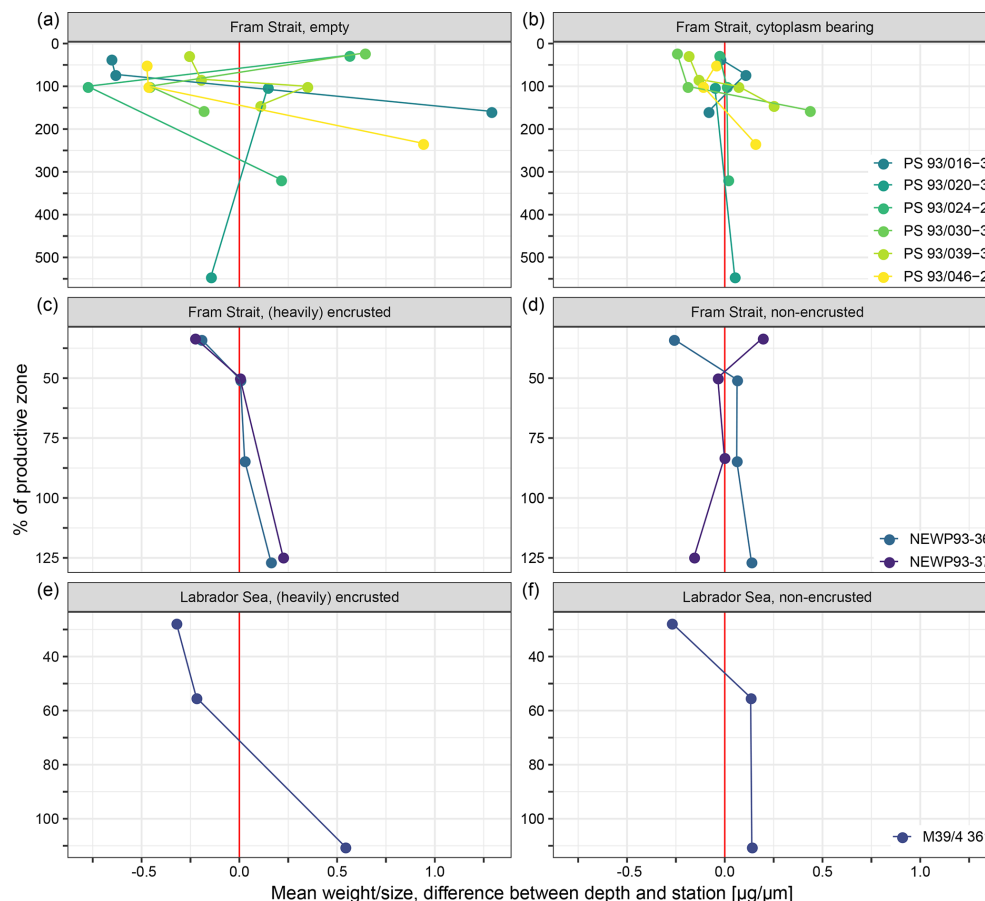 (a)
Fram Strait, empty
0
100
200
300
400
500
(b)
Fram Strait, cytoplasm bearing
0
100
200
300
400
500
PS 93/016−3
PS 93/020−3
PS 93/024−2
PS 93/030−3
PS 93/039−3
PS 93/046−2
(c)
Fram Strait, (heavily) encrusted
50
75
100
125
(d)
Fram Strait, non-encrusted
50
75
100
125
NEWP93-36
NEWP93-37
(e)
Labrador Sea, (heavily) encrusted
40
60
80
100
(f)
Labrador Sea, non-encrusted
40
60
80
100
M39/4 36
% of productive zone
-0.5 0.0 0.5 1.0
-0.5 0.0 0.5 1.0
Mean weight/size, difference between depth and station [µg/µm]